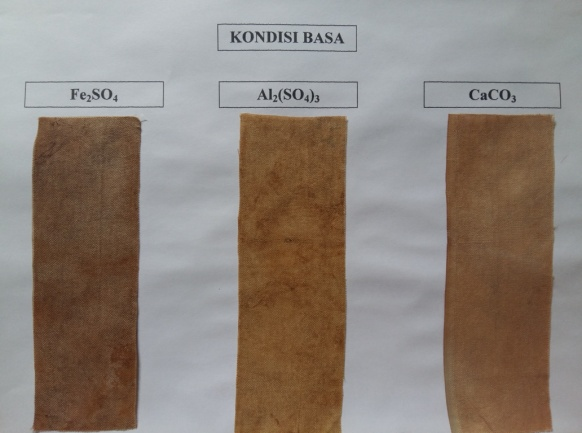 KONDISI BASA
Fe₂SO₄
Al₂(SO₄)₃
CaCO₃